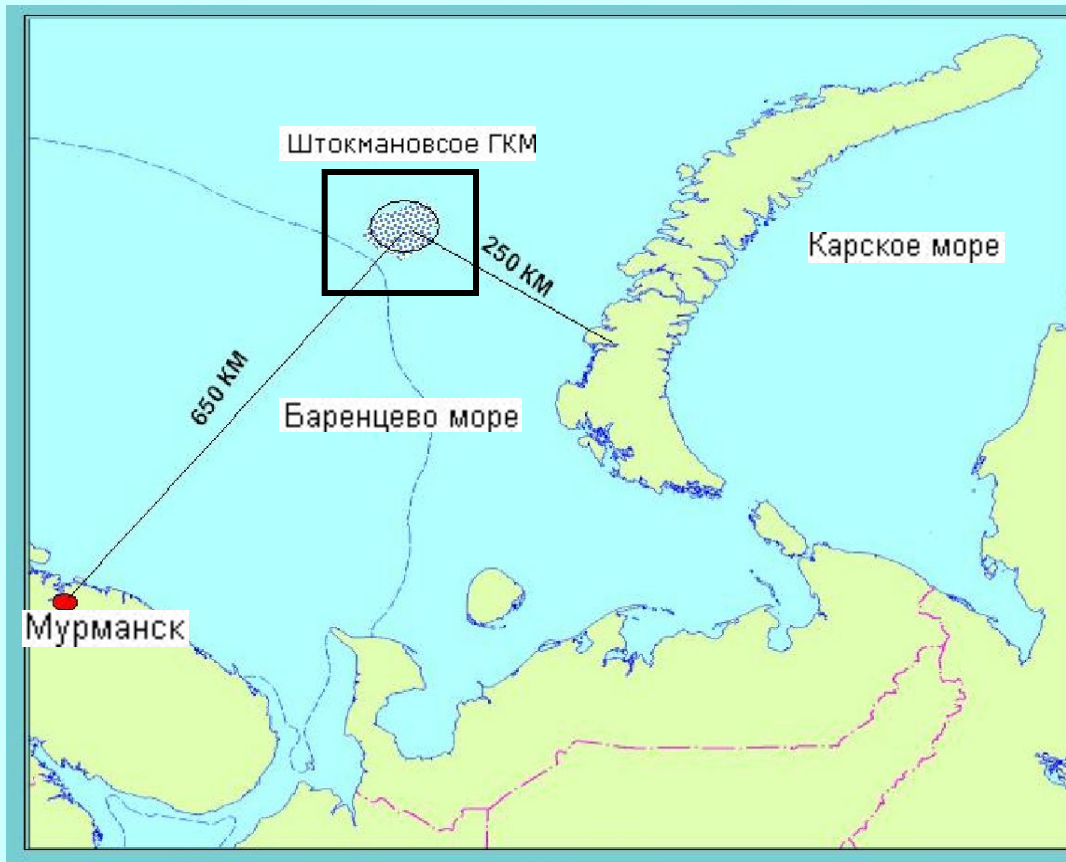 Штокмановсое ГКМ
250 КМ
Карское море
650 КМ
Баренцево море
Мурманск